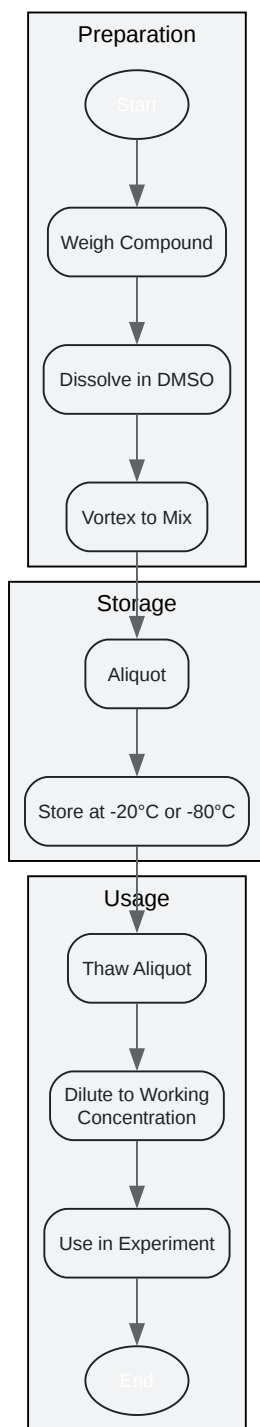 Preparation
Start
Weigh Compound
Dissolve in DMSO
Vortex to Mix
Storage
Aliquot
Store at -20°C or -80°C
Usage
Thaw Aliquot
Dilute to Working
Concentration
Use in Experiment
End